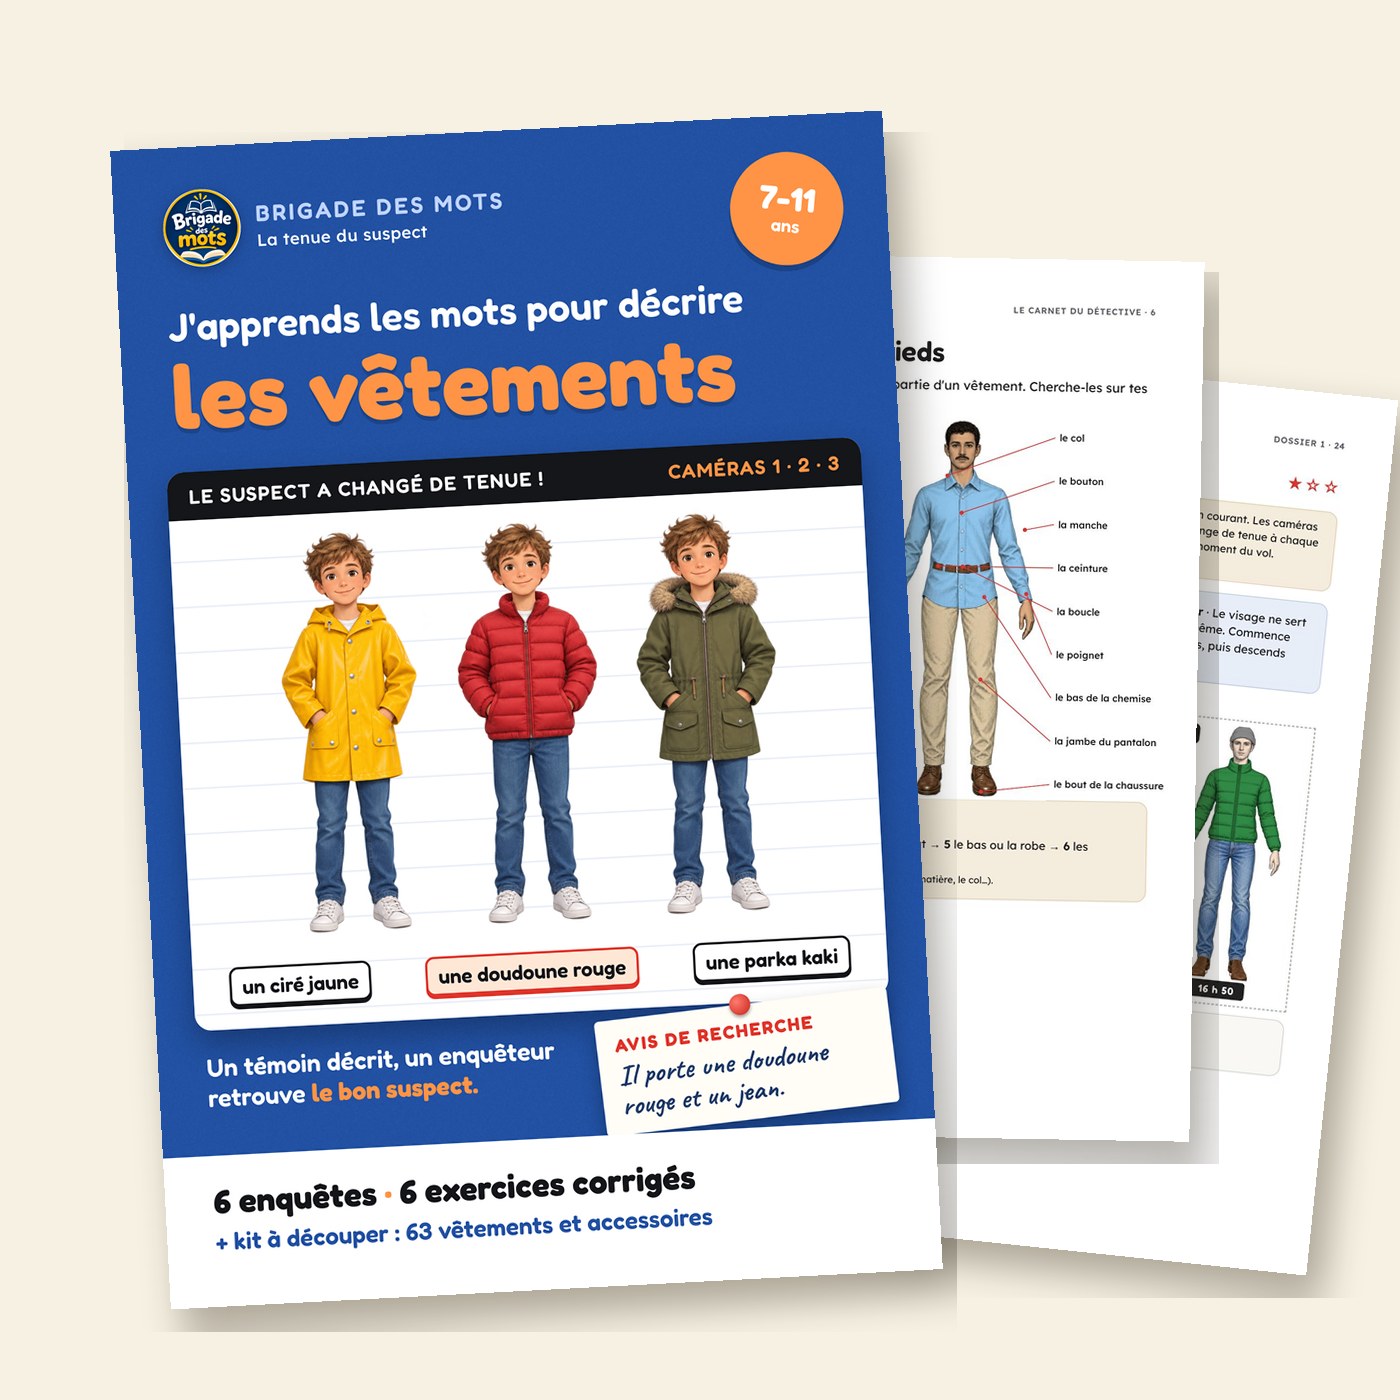 Brigade
des
mots
BRIGADE DES MOTS
La tenue du suspect
7-11
ans
J'apprends les mots pour décrire
les vêtements
LE SUSPECT A CHANGÉ DE TENUE !
CAMÉRAS 1 · 2 · 3
un ciré jaune
une doudoune rouge
une parka kaki
Un témoin décrit, un enquêteur
retrouve le bon suspect.
AVIS DE RECHERCHE
Il porte une doudoune
rouge et un jean.
6 enquêtes · 6 exercices corrigés
+ kit à découper : 63 vêtements et accessoires
LE CARNET DU DÉTECTIVE · 6
ieds
partie d'un vêtement. Cherche-les sur tes
le col
le bouton
la manche
la ceinture
la boucle
le poignet
le bas de la chemise
la jambe du pantalon
le bout de la chaussure
t → 5 le bas ou la robe → 6 les
matière, le col…).
DOSSIER 1 · 24
★☆☆
n courant. Les caméras
nge de tenue à chaque
moment du vol.
r · Le visage ne sert
ême. Commence
s, puis descends
16 h 50